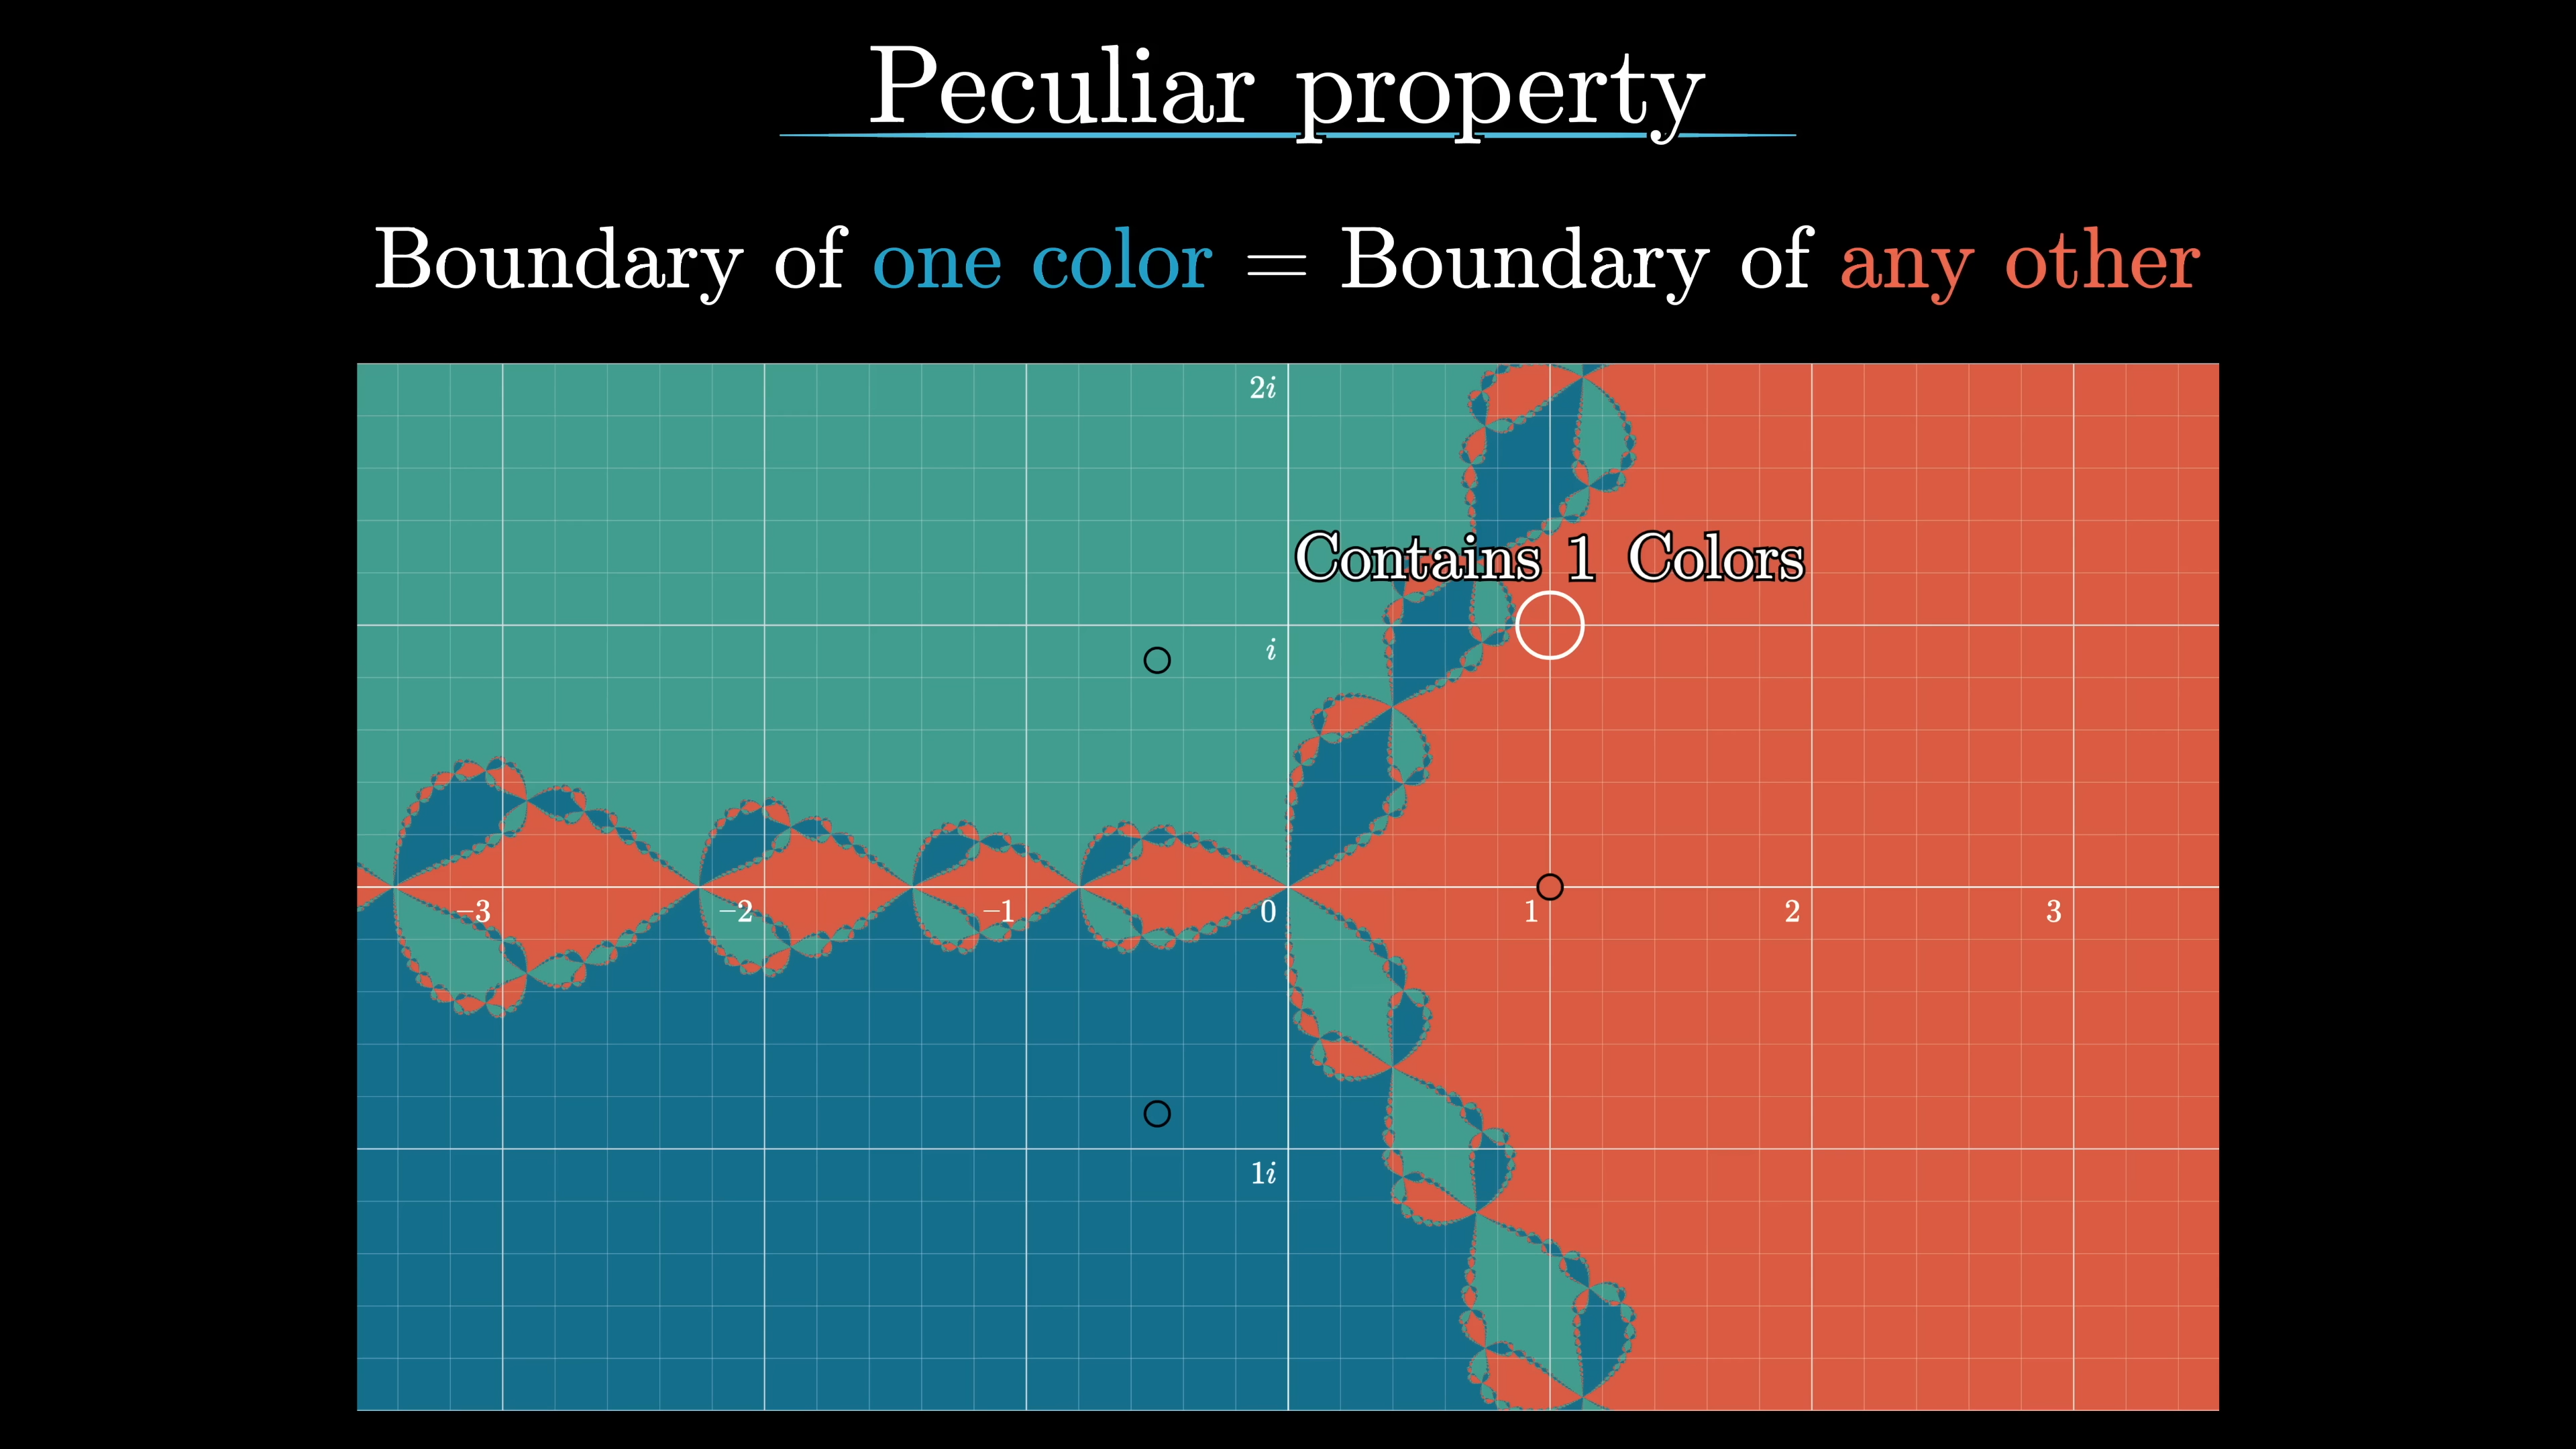 Peculiar property
Boundary of one color = Boundary of any other
2i
Contains 1 Colors
i
−3 −2 −1 0 1 2 3
1i